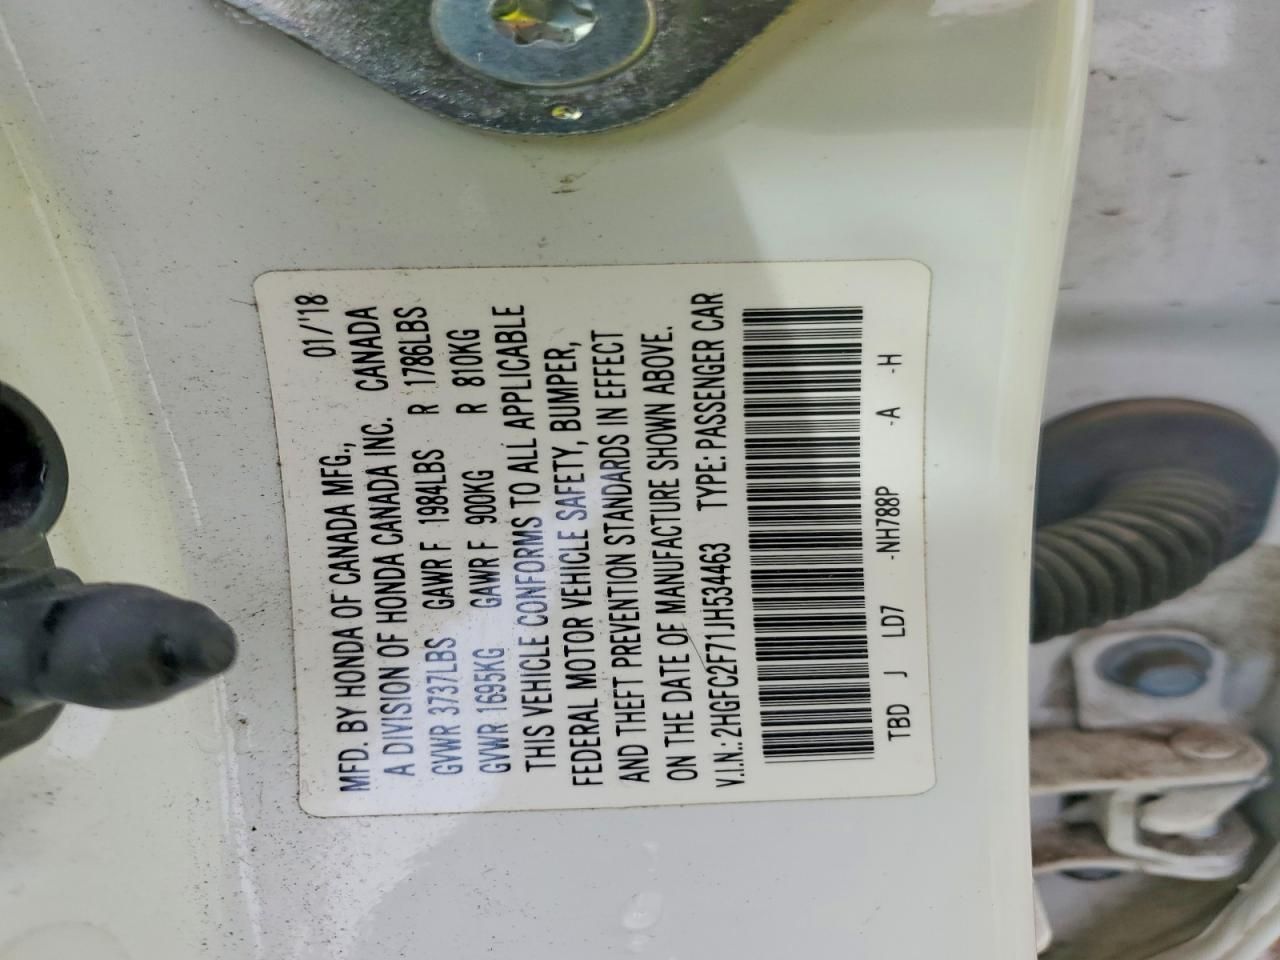 MFD. BY HONDA OF CANADA MFG., 01/'18
A DIVISION OF HONDA CANADA INC. CANADA
GVWR 3737LBS GAWR F 1984LBS R 1786LBS
GVWR 1695KG GAWR F 900KG R 810KG
THIS VEHICLE CONFORMS TO ALL APPLICABLE
FEDERAL MOTOR VEHICLE SAFETY, BUMPER,
AND THEFT PREVENTION STANDARDS IN EFFECT
ON THE DATE OF MANUFACTURE SHOWN ABOVE.
V.I.N.: 2HGFC2F71JH534463 TYPE: PASSENGER CAR
TBD J LD7 -NH788P -A -H